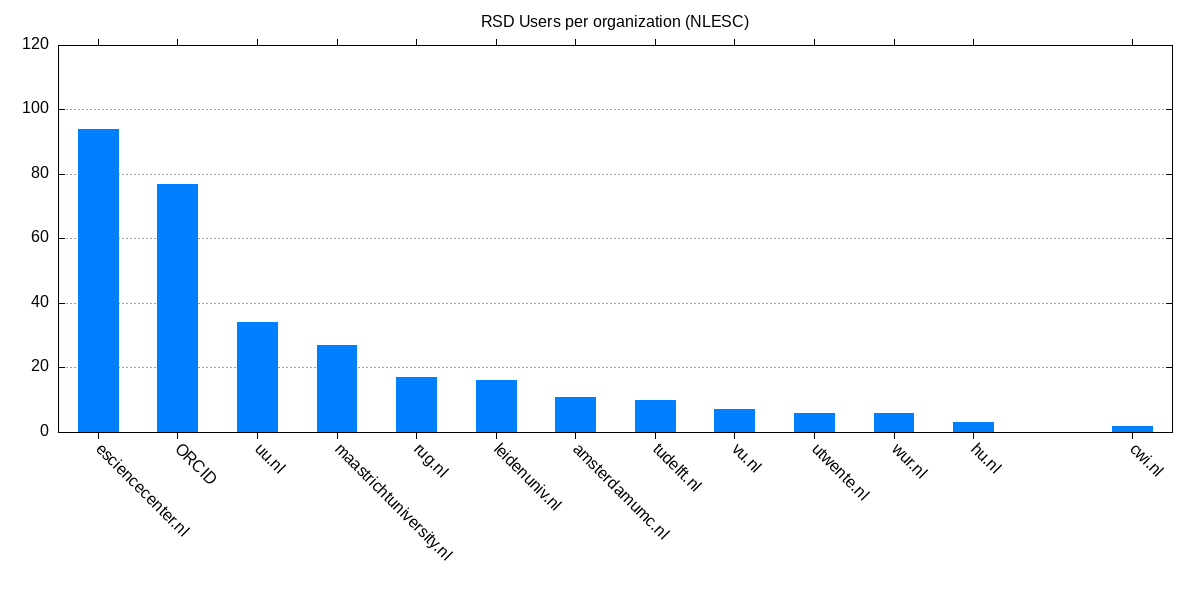 RSD Users per organization (NLESC)
120
100
80
60
40
20
0
esciencecenter.nl
ORCID
uu.nl
maastrichtuniversity.nl
rug.nl
leidenuniv.nl
amsterdamumc.nl
tudelft.nl
vu.nl
utwente.nl
wur.nl
hu.nl
cwi.nl